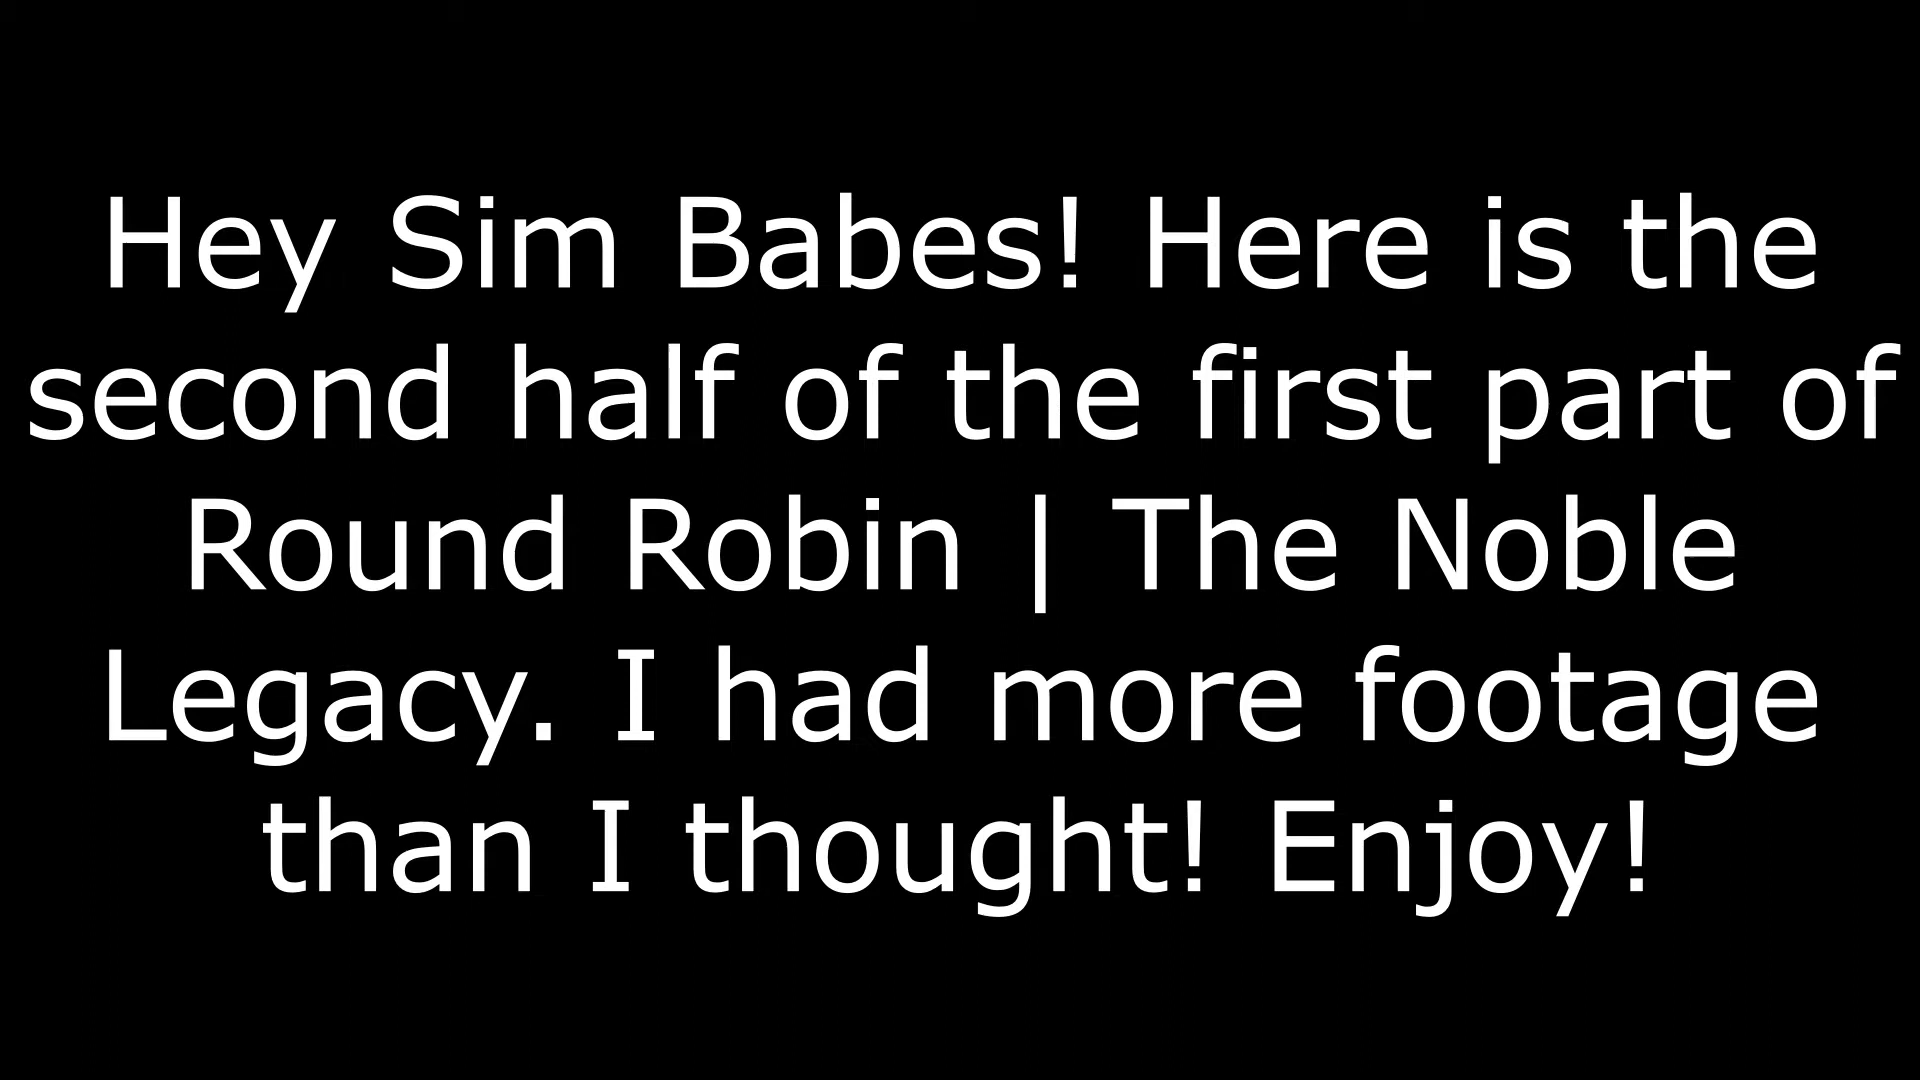 Hey Sim Babes! Here is the
second half of the first part of
Round Robin | The Noble
Legacy. I had more footage
than I thought! Enjoy!